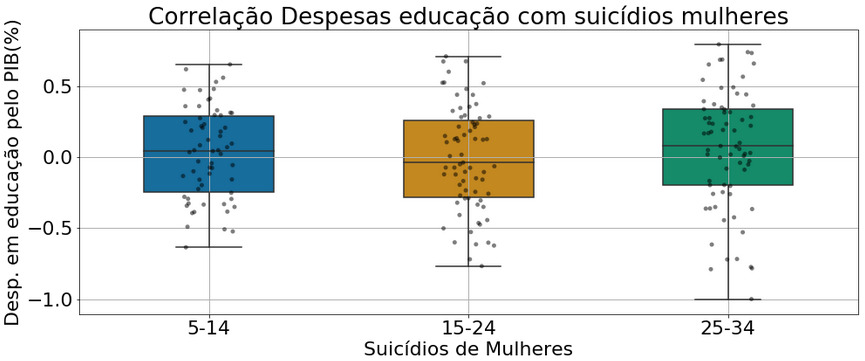 Correlação Despesas educação com suicídios mulheres
Desp. em educação pelo PIB(%)
0.5
0.0
−0.5
−1.0
5-14
15-24
25-34
Suicídios de Mulheres